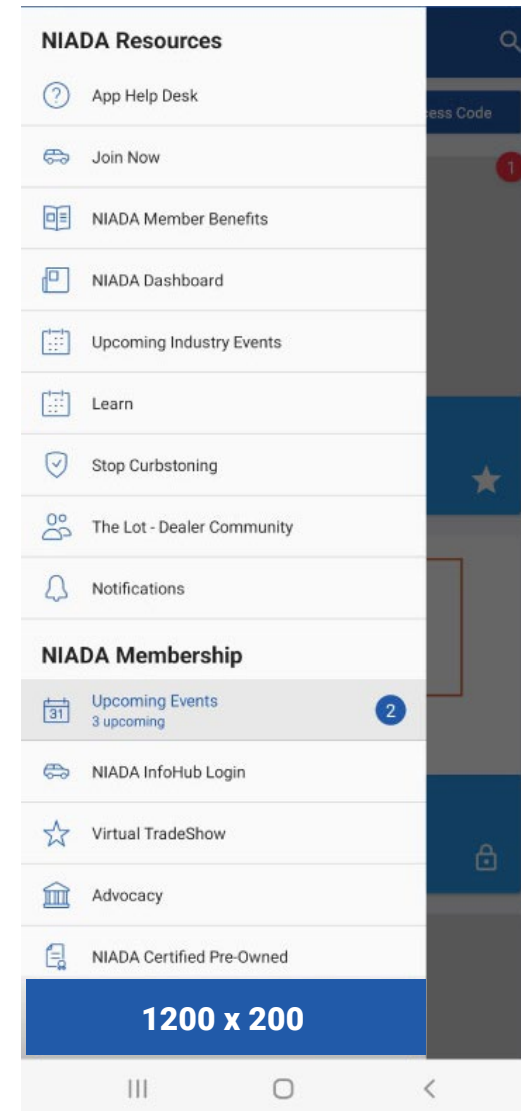 NIADA Resources
App Help Desk
ess Code
Join Now
1
NIADA Member Benefits
NIADA Dashboard
Upcoming Industry Events
Learn
Stop Curbstoning
The Lot - Dealer Community
Notifications
NIADA Membership
Upcoming Events
3 upcoming
2
31
NIADA InfoHub Login
Virtual TradeShow
Advocacy
NIADA Certified Pre-Owned
1200 x 200